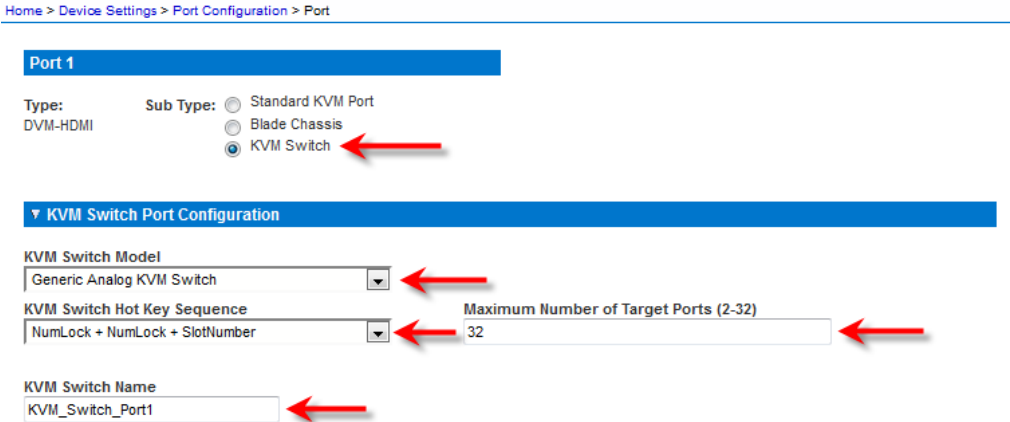 Home > Device Settings > Port Configuration > Port
Port 1
Type: Sub Type: Standard KVM Port
DVM-HDMI Blade Chassis
KVM Switch
KVM Switch Port Configuration
KVM Switch Model
Generic Analog KVM Switch
KVM Switch Hot Key Sequence Maximum Number of Target Ports (2-32)
NumLock + NumLock + SlotNumber 32
KVM Switch Name
KVM_Switch_Port1